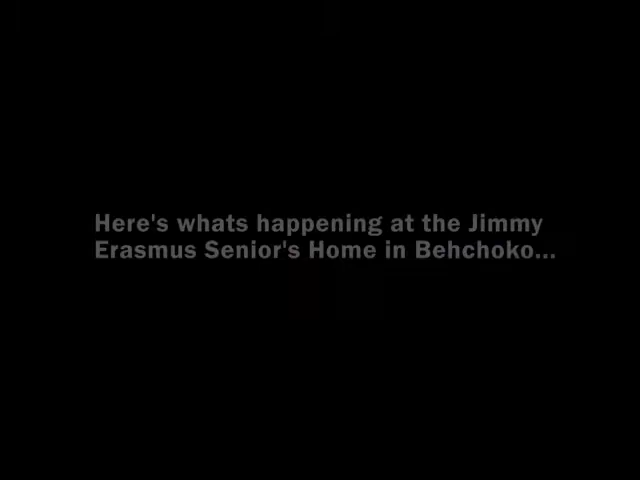 Here's whats happening at the Jimmy
Erasmus Senior's Home in Behchoko...